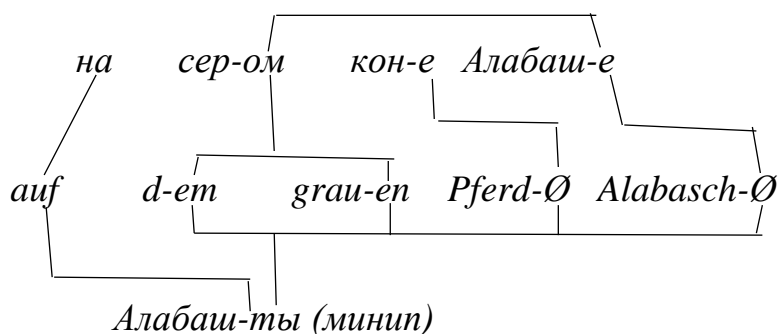 на сер-ом кон-е Алабаш-е
auf d-em grau-en Pferd-Ø Alabasch-Ø
Алабаш-ты (минип)